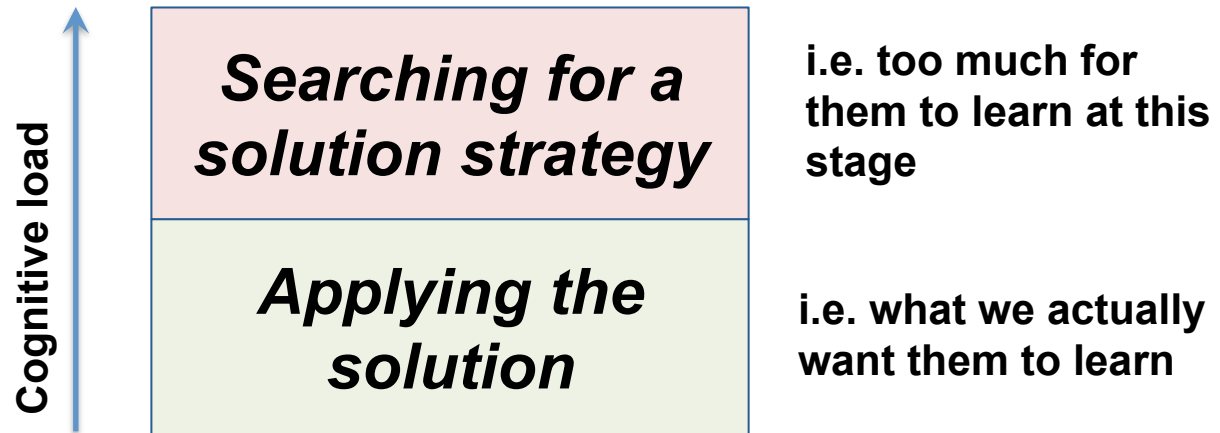 Cognitive load
Searching for a
solution strategy
i.e. too much for
them to learn at this
stage
Applying the
solution
i.e. what we actually
want them to learn